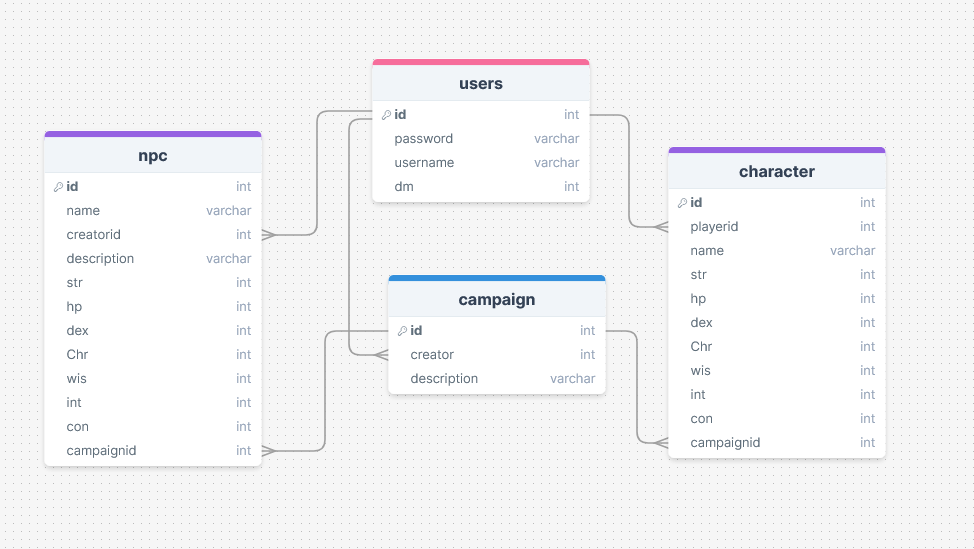 users
id int
password varchar
username varchar
dm int
npc
id int
name varchar
creatorid int
description varchar
str int
hp int
dex int
Chr int
wis int
int int
con int
campaignid int
campaign
id int
creator int
description varchar
character
id int
playerid int
name varchar
str int
hp int
dex int
Chr int
wis int
int int
con int
campaignid int